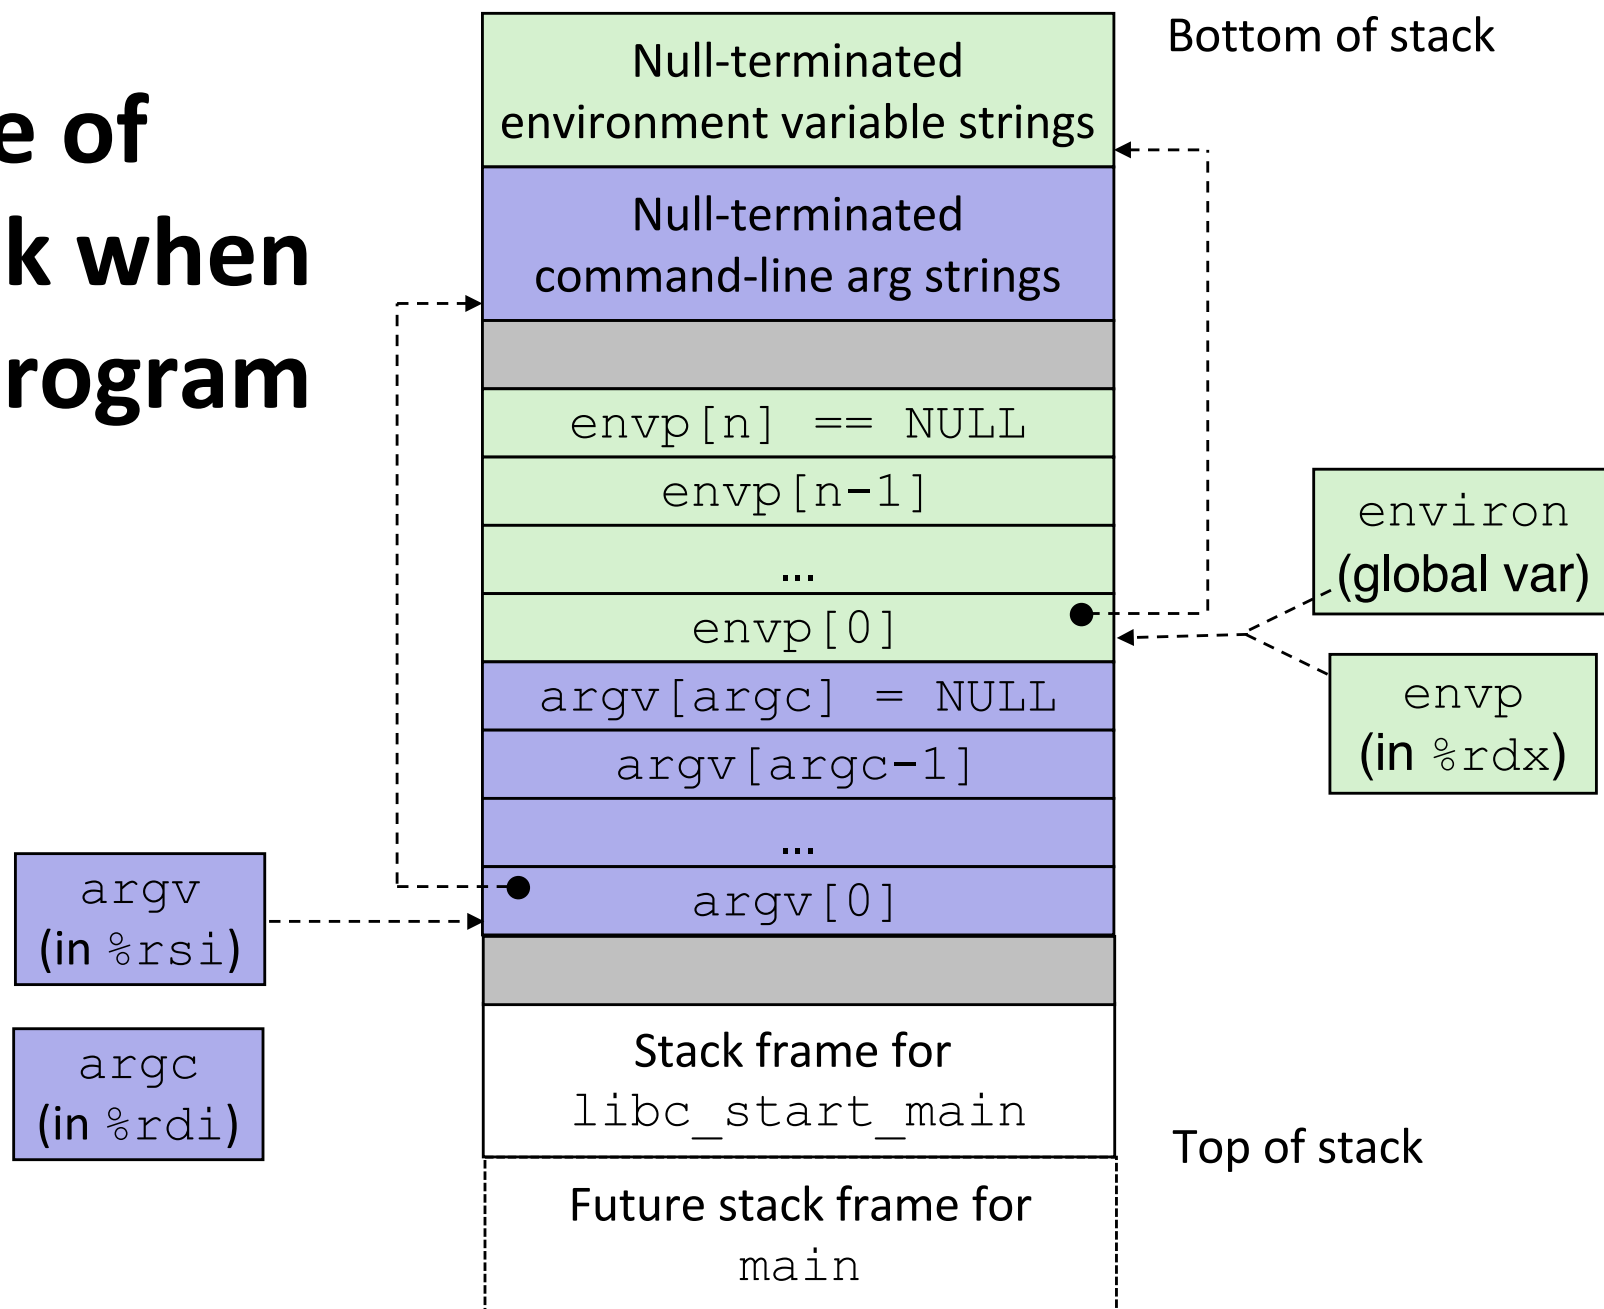 e of
k when
rogram
Bottom of stack
Null-terminated
environment variable strings
Null-terminated
command-line arg strings
envp[n] == NULL
envp[n-1]
...
envp[0]
argv[argc] = NULL
argv[argc-1]
...
argv[0]
environ
(global var)
envp
(in %rdx)
argv
(in %rsi)
argc
(in %rdi)
Stack frame for
libc_start_main
Top of stack
Future stack frame for
main